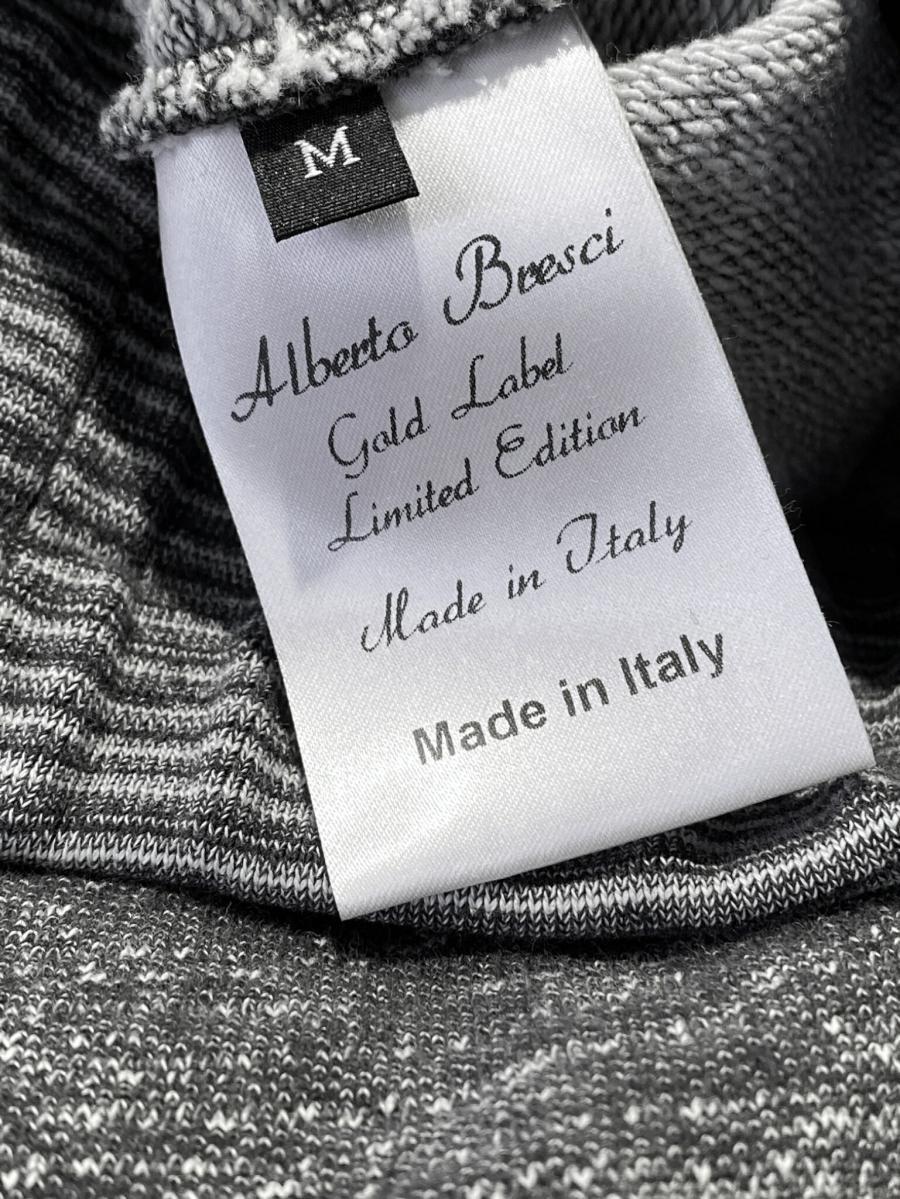 M
Alberto Bresci
Gold Label
Limited Edition
Made in Italy
Made in Italy